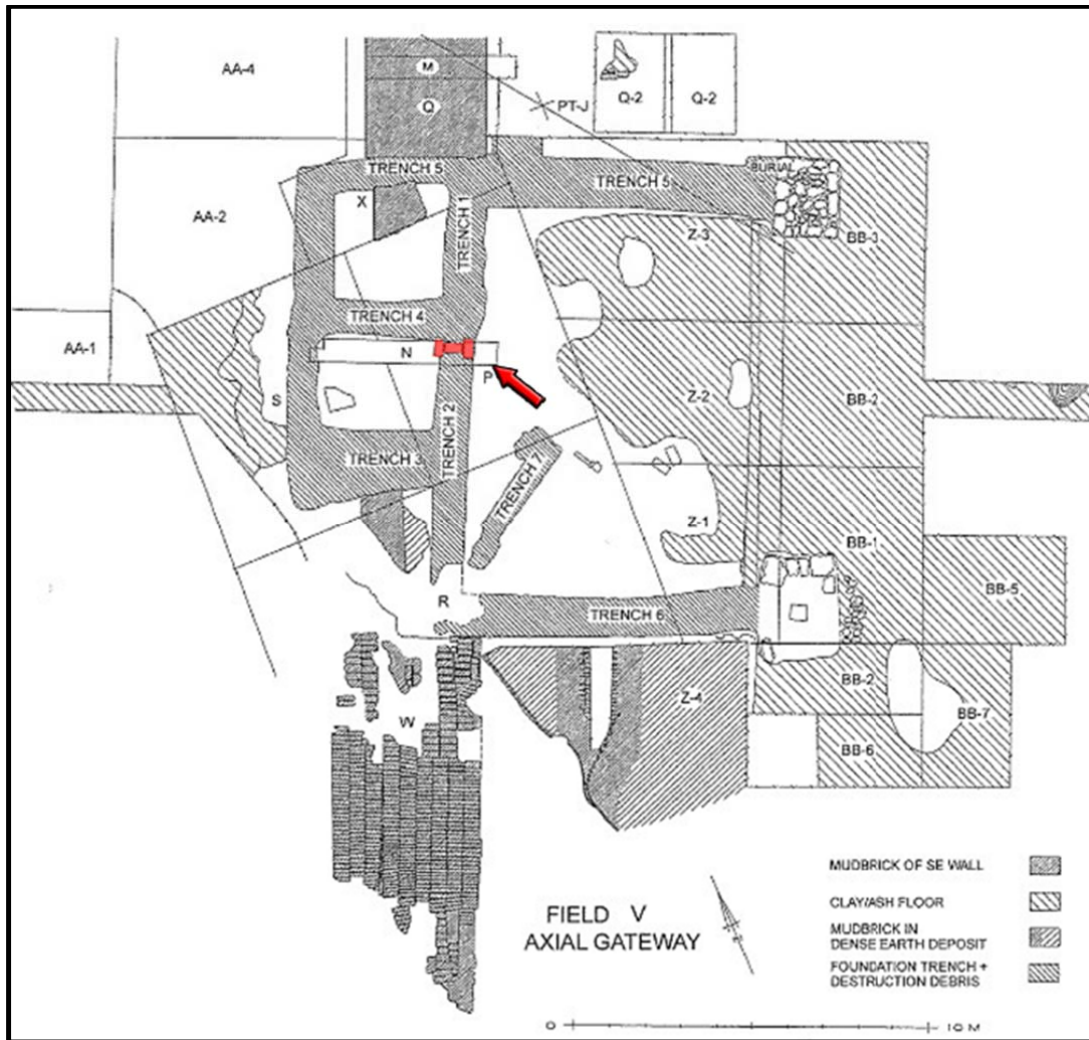 AA-4
M
Q
PT-J
Q-2
Q-2
TRENCH 5
TRENCH 5
BURIAL
X
TRENCH 1
AA-2
Z-3
BB-3
TRENCH 4
AA-1
N
P
S
Z-2
BB-2
TRENCH 2
TRENCH 3
TRENCH 7
Z-1
BB-1
BB-5
R
TRENCH 6
W
Z-4
BB-2
BB-7
BB-6
MUDBRICK OF SE WALL
CLAY/ASH FLOOR
MUDBRICK IN
DENSE EARTH DEPOSIT
FOUNDATION TRENCH +
DESTRUCTION DEBRIS
FIELD V
AXIAL GATEWAY
0 10 M